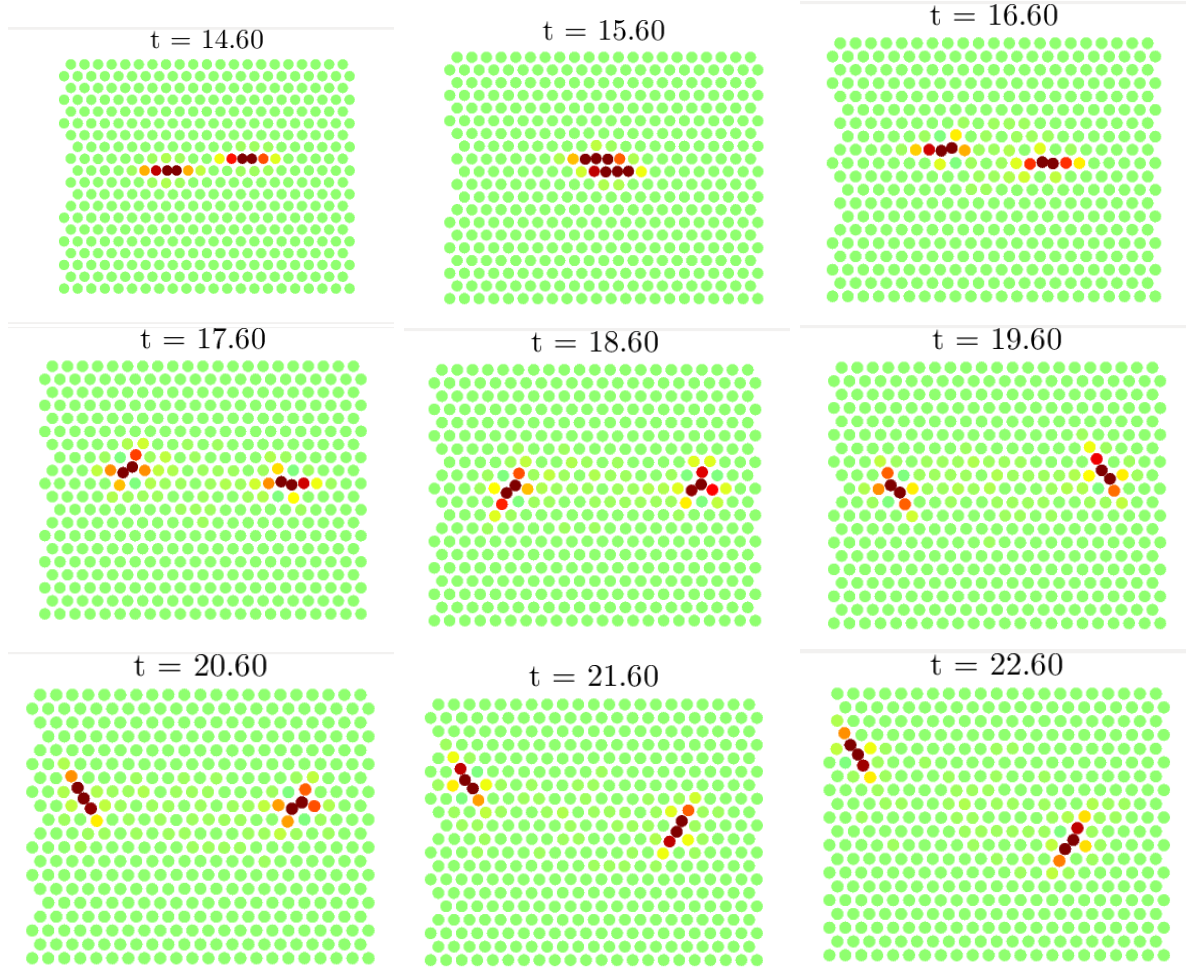 t = 14.60
t = 15.60
t = 16.60
t = 17.60
t = 18.60
t = 19.60
t = 20.60
t = 21.60
t = 22.60